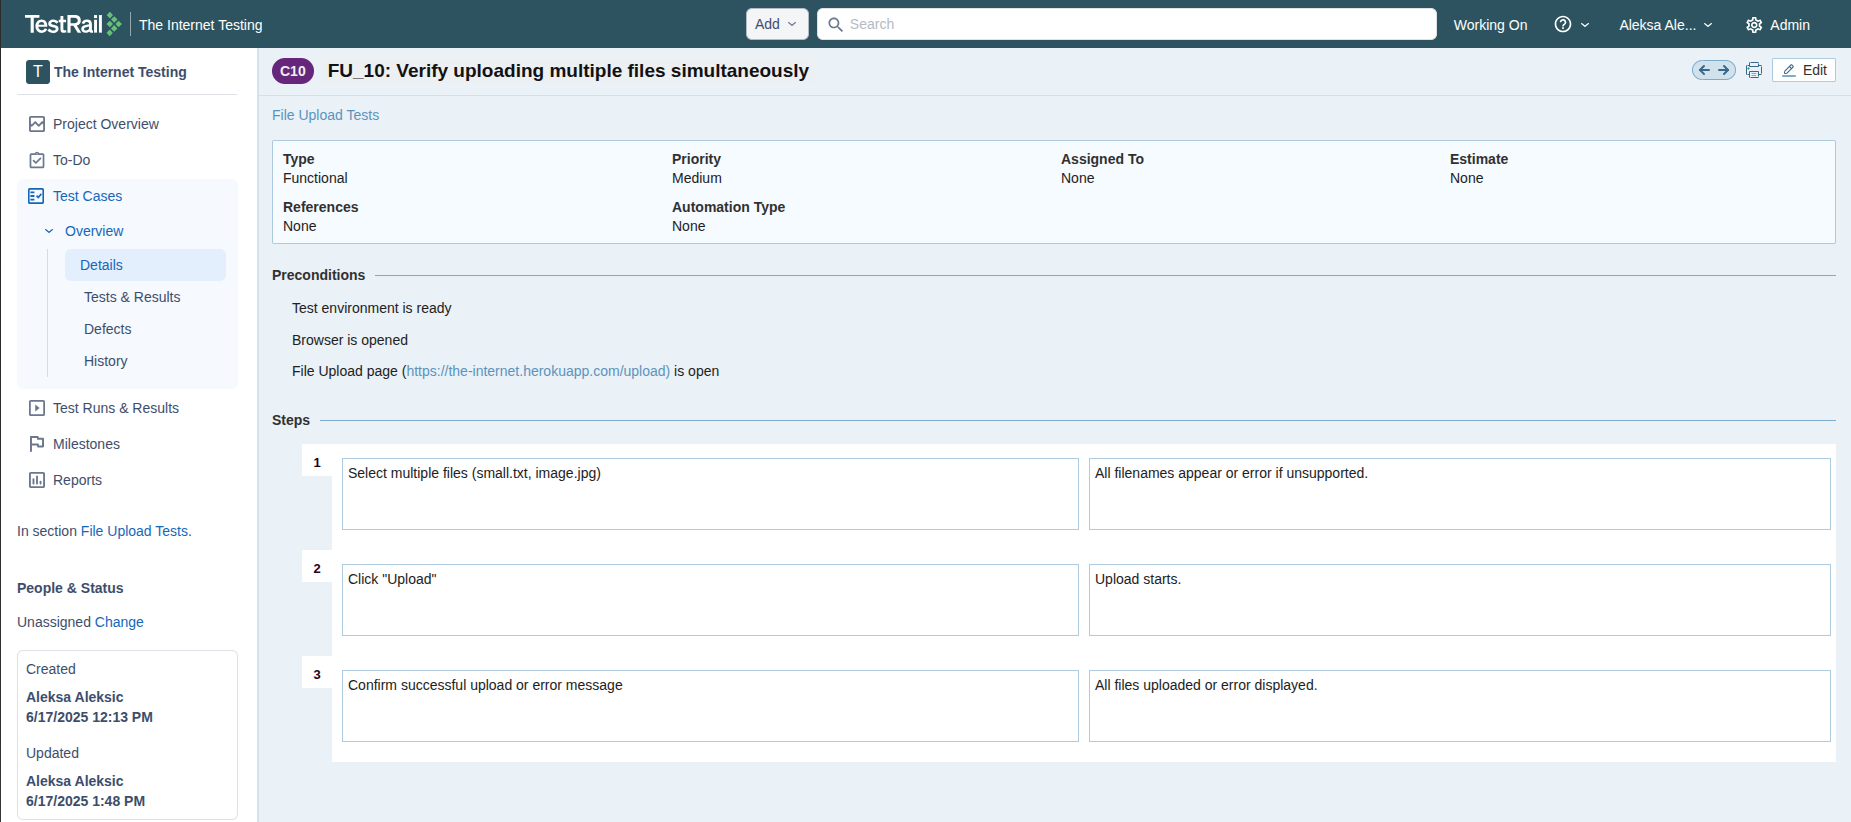 TestRail The Internet Testing Add Search Working On Aleksa Ale... Admin
T The Internet Testing
Project Overview
To-Do
Test Cases
Overview
Details
Tests & Results
Defects
History
Test Runs & Results
Milestones
Reports
In section File Upload Tests.
People & Status
Unassigned Change
Created
Aleksa Aleksic
6/17/2025 12:13 PM
Updated
Aleksa Aleksic
6/17/2025 1:48 PM
C10 FU_10: Verify uploading multiple files simultaneously Edit
File Upload Tests
Type Priority Assigned To Estimate
Functional Medium None None
References Automation Type
None None
Preconditions
Test environment is ready
Browser is opened
File Upload page (https://the-internet.herokuapp.com/upload) is open
Steps
1 Select multiple files (small.txt, image.jpg) All filenames appear or error if unsupported.
2 Click "Upload" Upload starts.
3 Confirm successful upload or error message All files uploaded or error displayed.